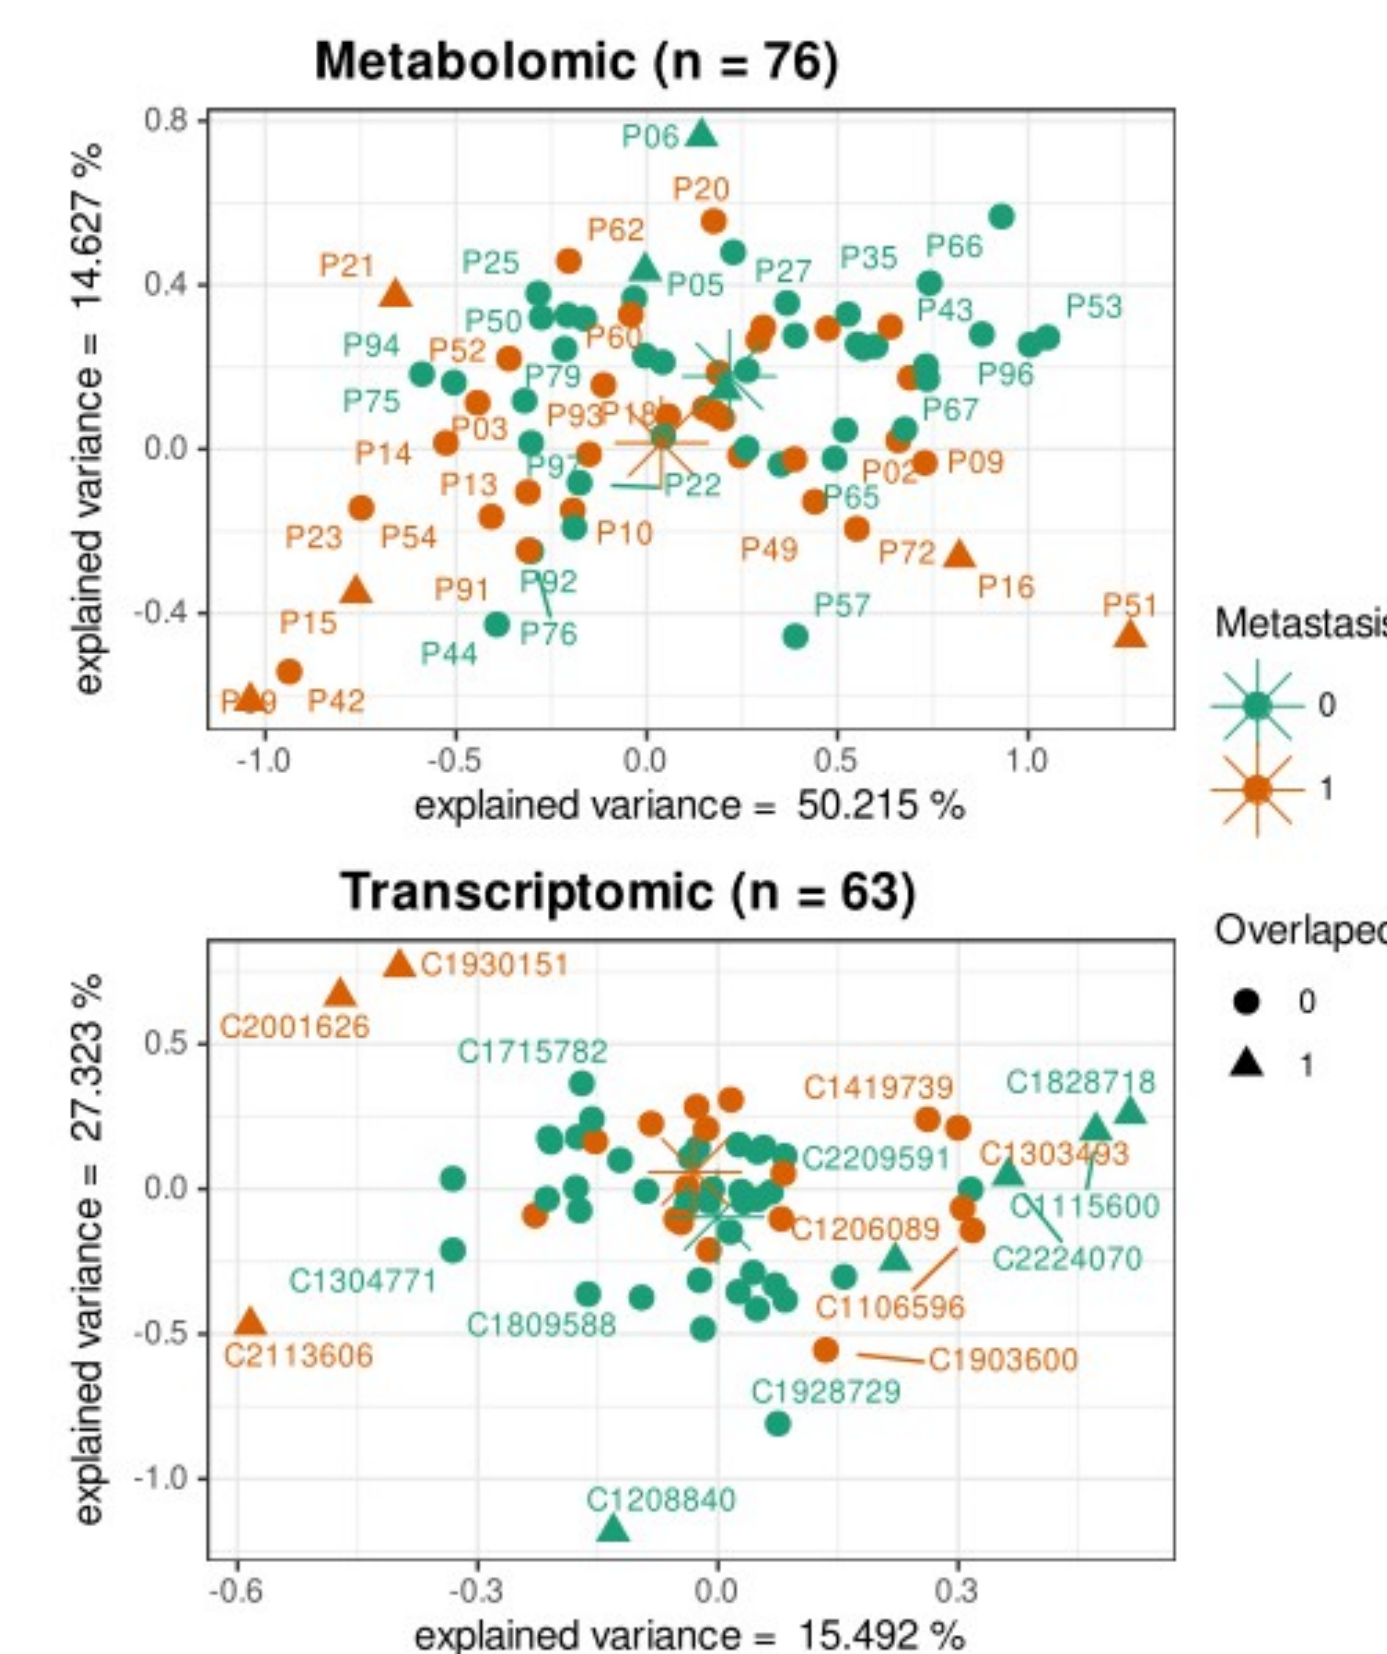 Metabolomic (n = 76)
explained variance = 14.627 %
0.8
0.4
0.0
-0.4
P06
P20
P62
P21
P25
P05
P27
P35
P66
P43
P53
P50
P60
P94
P52
P79
P96
P75
P03
P93
P18
P67
P14
P97
P02
P09
P13
P22
P65
P23
P54
P10
P49
P72
P91
P92
P16
P15
P76
P57
P51
P44
P42
-1.0
-0.5
0.0
0.5
1.0
explained variance = 50.215 %
Metastasis
0
1
Overlaped
0
1
Transcriptomic (n = 63)
explained variance = 27.323 %
0.5
0.0
-0.5
-1.0
C1930151
C2001626
C1715782
C1419739
C1828718
C2209591
C1303493
C1115600
C1206089
C2224070
C1304771
C1106596
C1809588
C2113606
C1903600
C1928729
C1208840
-0.6
-0.3
0.0
0.3
explained variance = 15.492 %